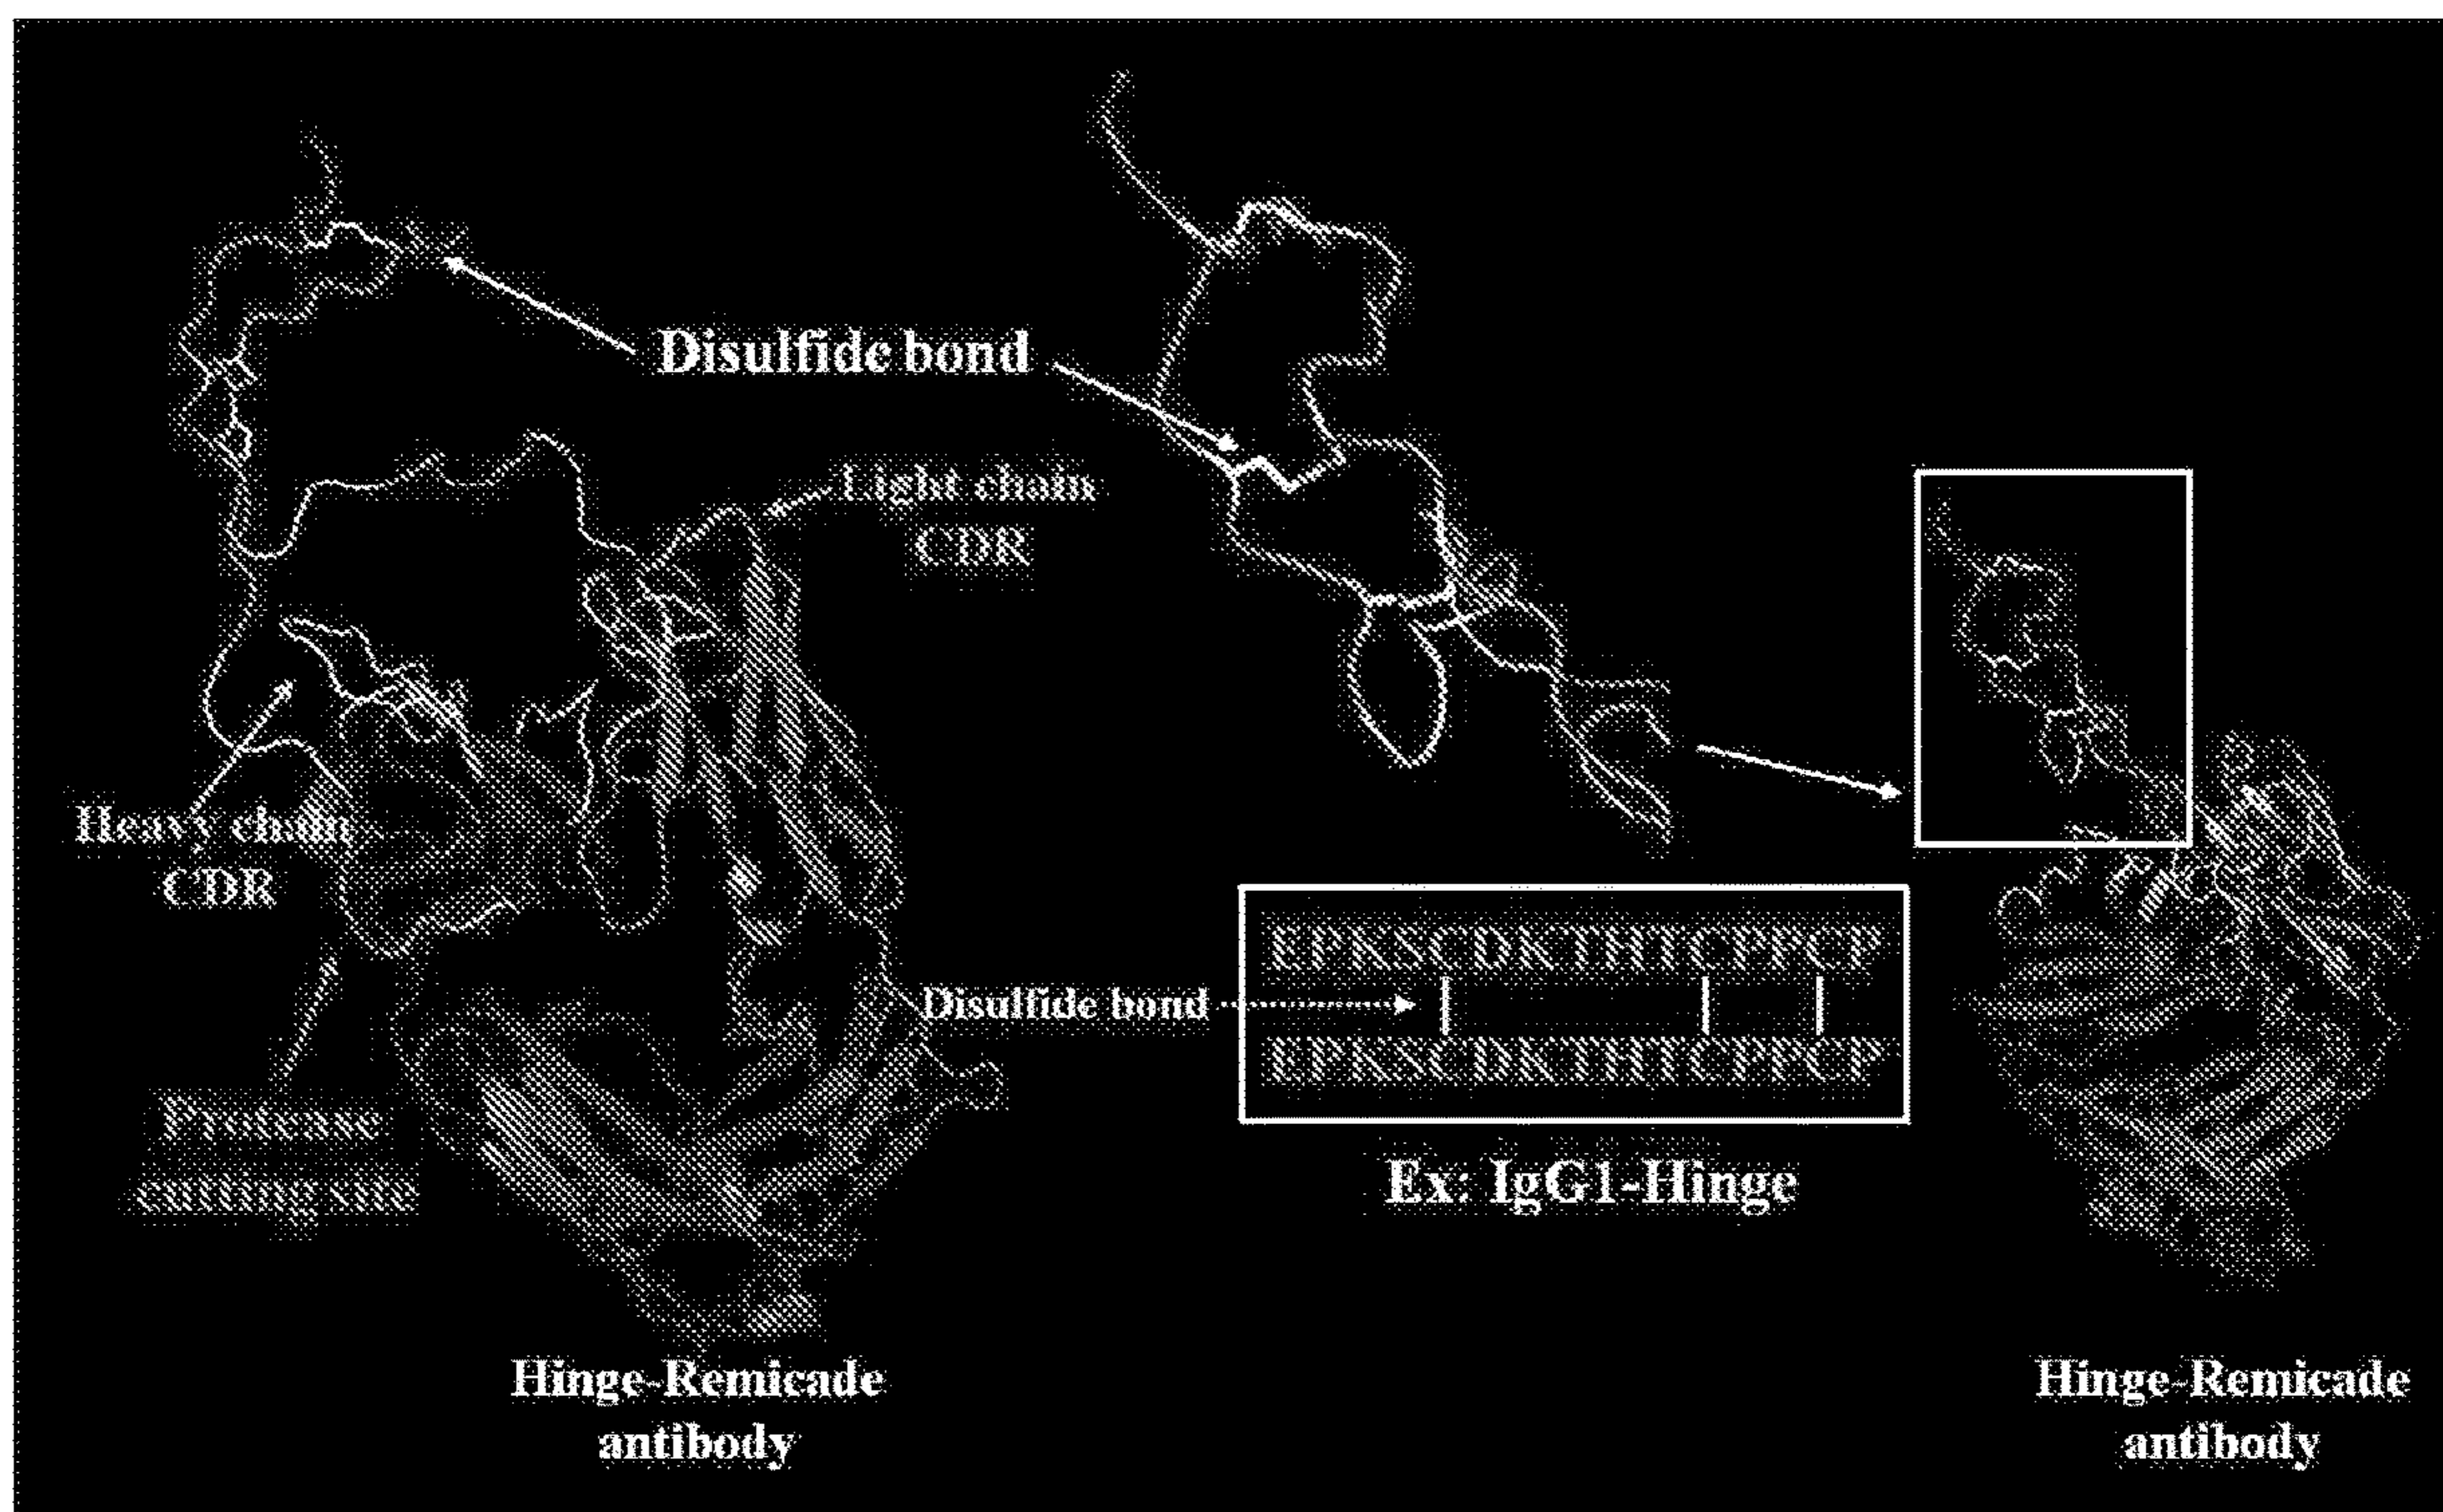 Disulfide bond
Light chain
CDR
Heavy chain
CDR
EPKSCDKTHTCPPCP
Disulfide bond
EPKSCDKTHTCPPCP
Protease
cutting site
Ex: IgG1-Hinge
Hinge-Remicade
antibody
Hinge-Remicade
antibody